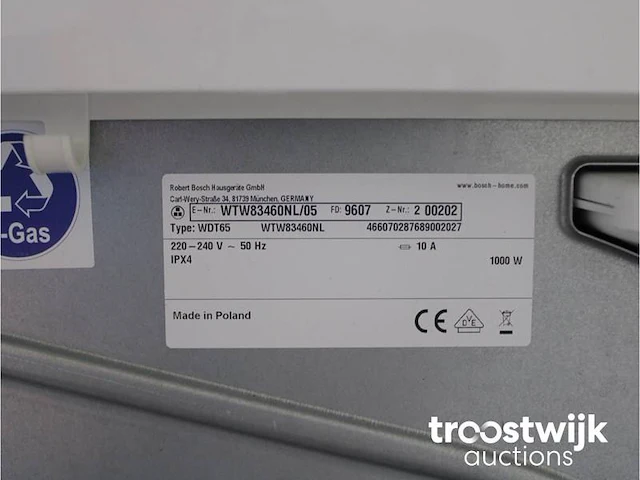 Robert Bosch Hausgeräte GmbH
www.bosch-home.com
Carl-Wery-Straße 34, 81739 München, GERMANY
E-Nr.: WTW83460NL/05 FD: 9607 Z-Nr.: 2 00202
Type: WDT65 WTW83460NL 466070287689002027
220-240 V ~ 50 Hz 10 A
IPX4 1000 W
Made in Poland
CE DVE
-Gas
troostwijk
auctions